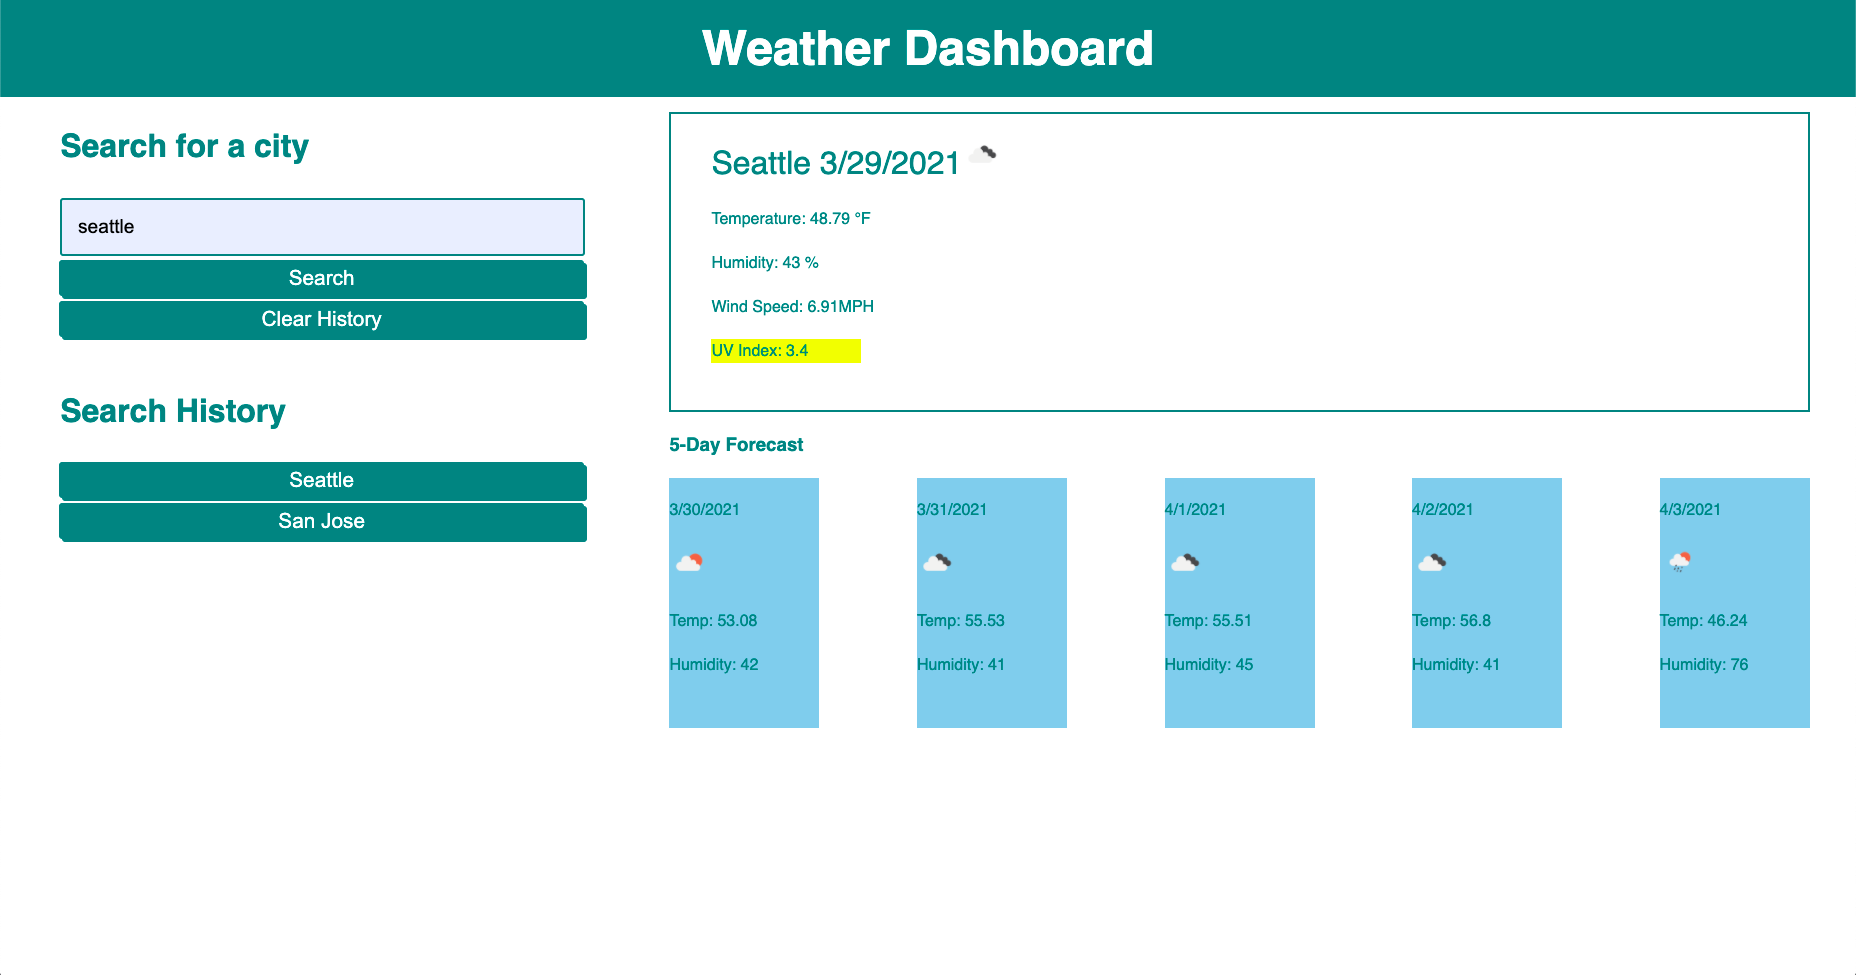 Weather Dashboard
Search for a city
seattle
Search
Clear History
Search History
Seattle
San Jose
Seattle 3/29/2021
Temperature: 48.79 °F
Humidity: 43 %
Wind Speed: 6.91MPH
UV Index: 3.4
5-Day Forecast
3/30/2021
Temp: 53.08
Humidity: 42
3/31/2021
Temp: 55.53
Humidity: 41
4/1/2021
Temp: 55.51
Humidity: 45
4/2/2021
Temp: 56.8
Humidity: 41
4/3/2021
Temp: 46.24
Humidity: 76